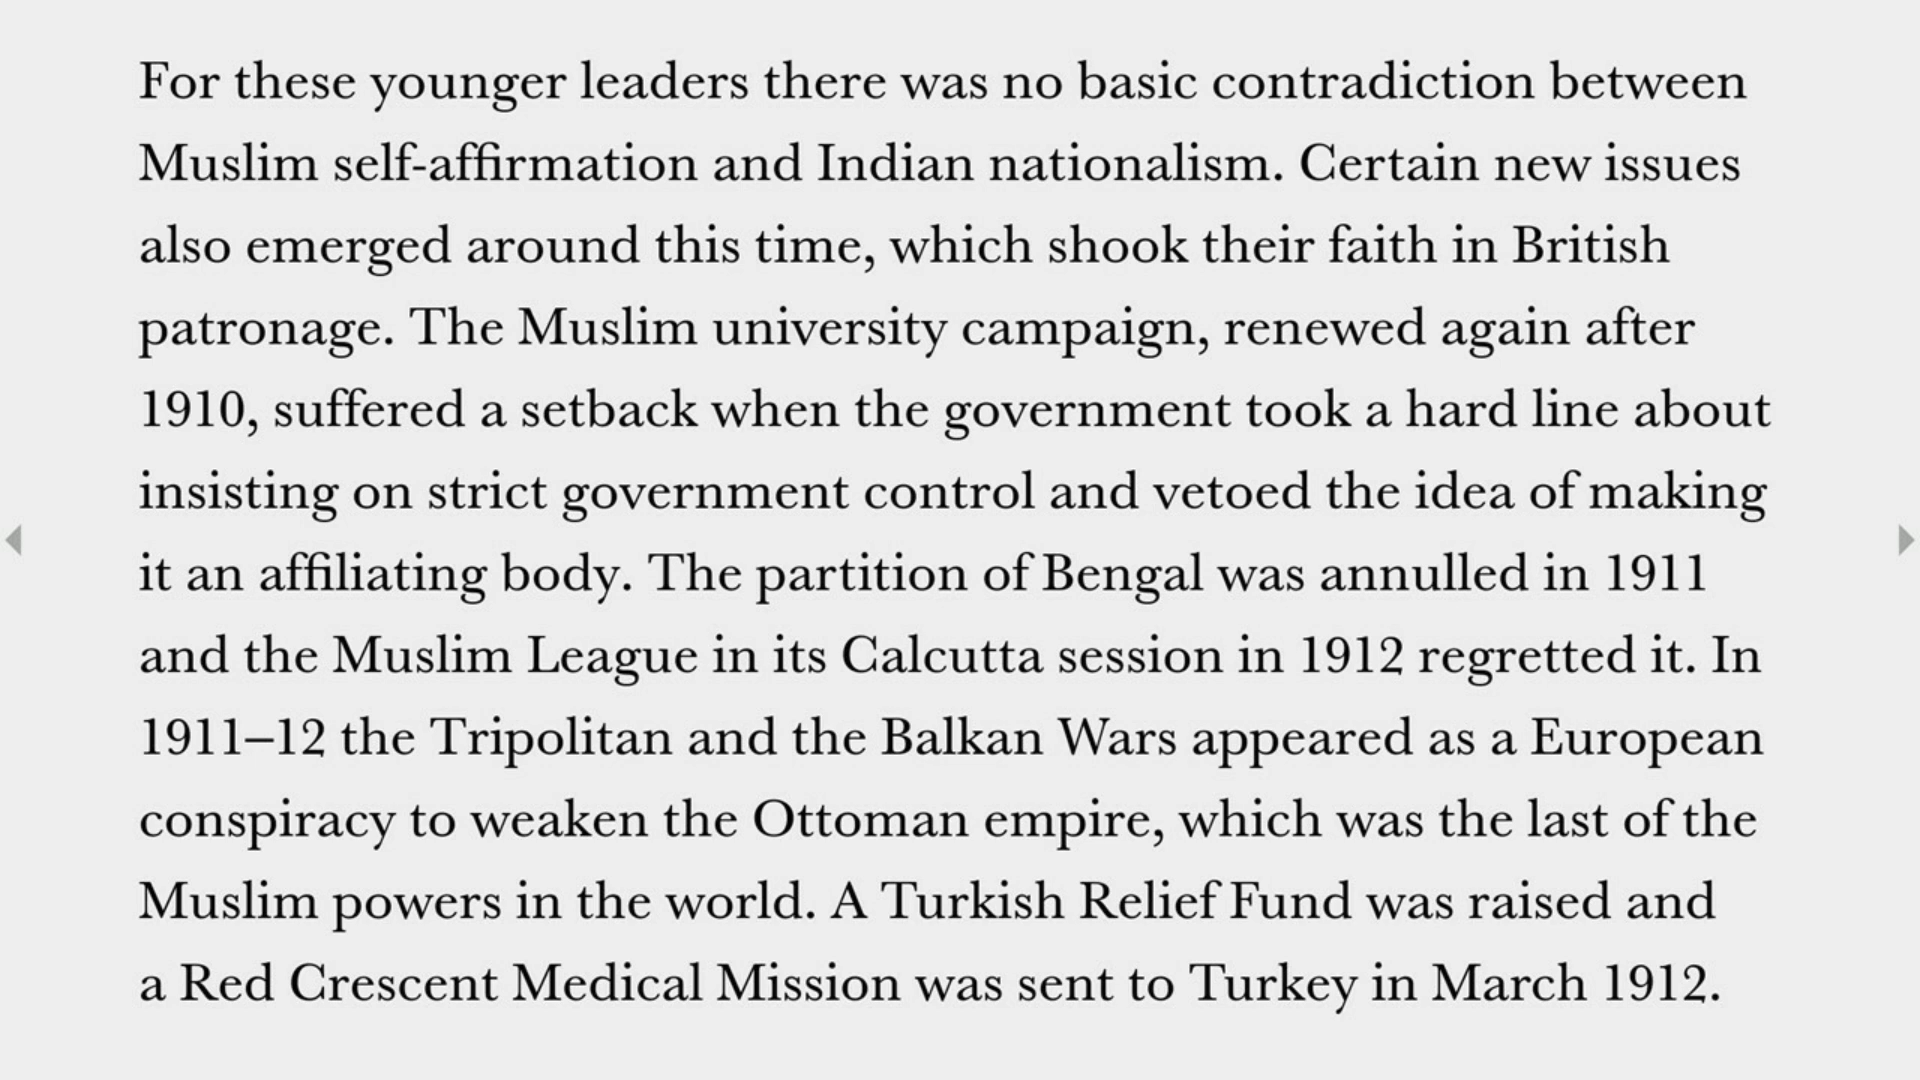 For these younger leaders there was no basic contradiction between
Muslim self-affirmation and Indian nationalism. Certain new issues
also emerged around this time, which shook their faith in British
patronage. The Muslim university campaign, renewed again after
1910, suffered a setback when the government took a hard line about
insisting on strict government control and vetoed the idea of making
it an affiliating body. The partition of Bengal was annulled in 1911
and the Muslim League in its Calcutta session in 1912 regretted it. In
1911–12 the Tripolitan and the Balkan Wars appeared as a European
conspiracy to weaken the Ottoman empire, which was the last of the
Muslim powers in the world. A Turkish Relief Fund was raised and
a Red Crescent Medical Mission was sent to Turkey in March 1912.